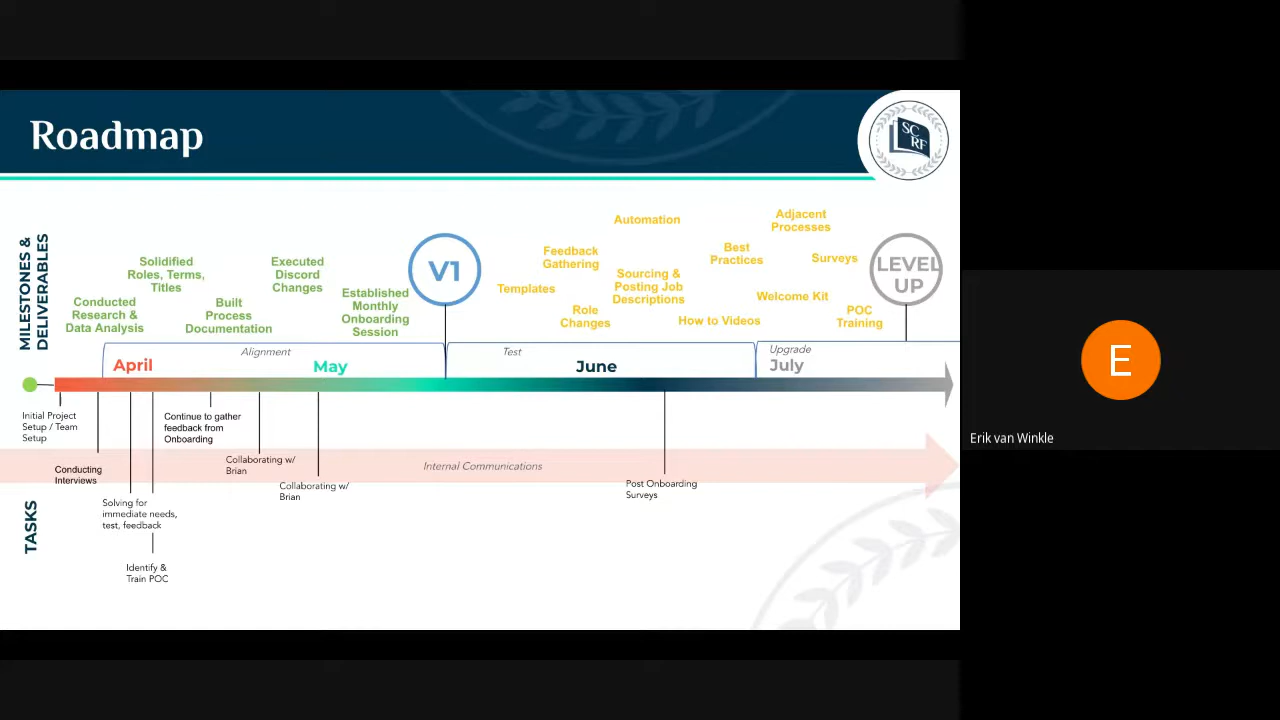 Roadmap
SC
RF
MILESTONES &
DELIVERABLES
Conducted
Research &
Data Analysis
Solidified
Roles, Terms,
Titles
Built
Process
Documentation
Executed
Discord
Changes
Established
Monthly
Onboarding
Session
V1
Templates
Feedback
Gathering
Role
Changes
Automation
Sourcing &
Posting Job
Descriptions
Best
Practices
How to Videos
Adjacent
Processes
Surveys
Welcome Kit
POC
Training
LEVEL
UP
Alignment
April
May
Test
June
Upgrade
July
Initial Project
Setup / Team
Setup
Conducting
Interviews
Solving for
immediate needs,
test, feedback
Identify &
Train POC
Continue to gather
feedback from
Onboarding
Collaborating w/
Brian
Collaborating w/
Brian
Internal Communications
Post Onboarding
Surveys
TASKS
E
Erik van Winkle